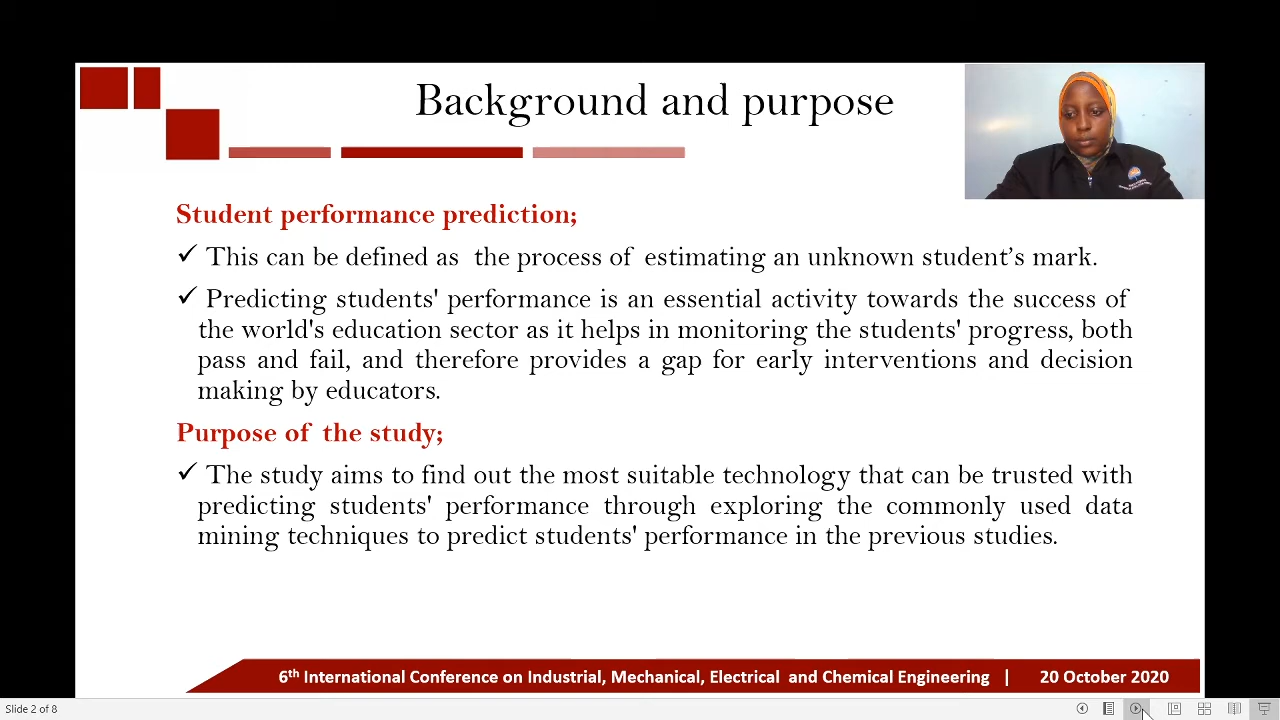 Background and purpose
Student performance prediction;
✓ This can be defined as the process of estimating an unknown student's mark.
✓ Predicting students' performance is an essential activity towards the success of
the world's education sector as it helps in monitoring the students' progress, both
pass and fail, and therefore provides a gap for early interventions and decision
making by educators.
Purpose of the study;
✓ The study aims to find out the most suitable technology that can be trusted with
predicting students' performance through exploring the commonly used data
mining techniques to predict students' performance in the previous studies.
6th International Conference on Industrial, Mechanical, Electrical and Chemical Engineering | 20 October 2020
Slide 2 of 8